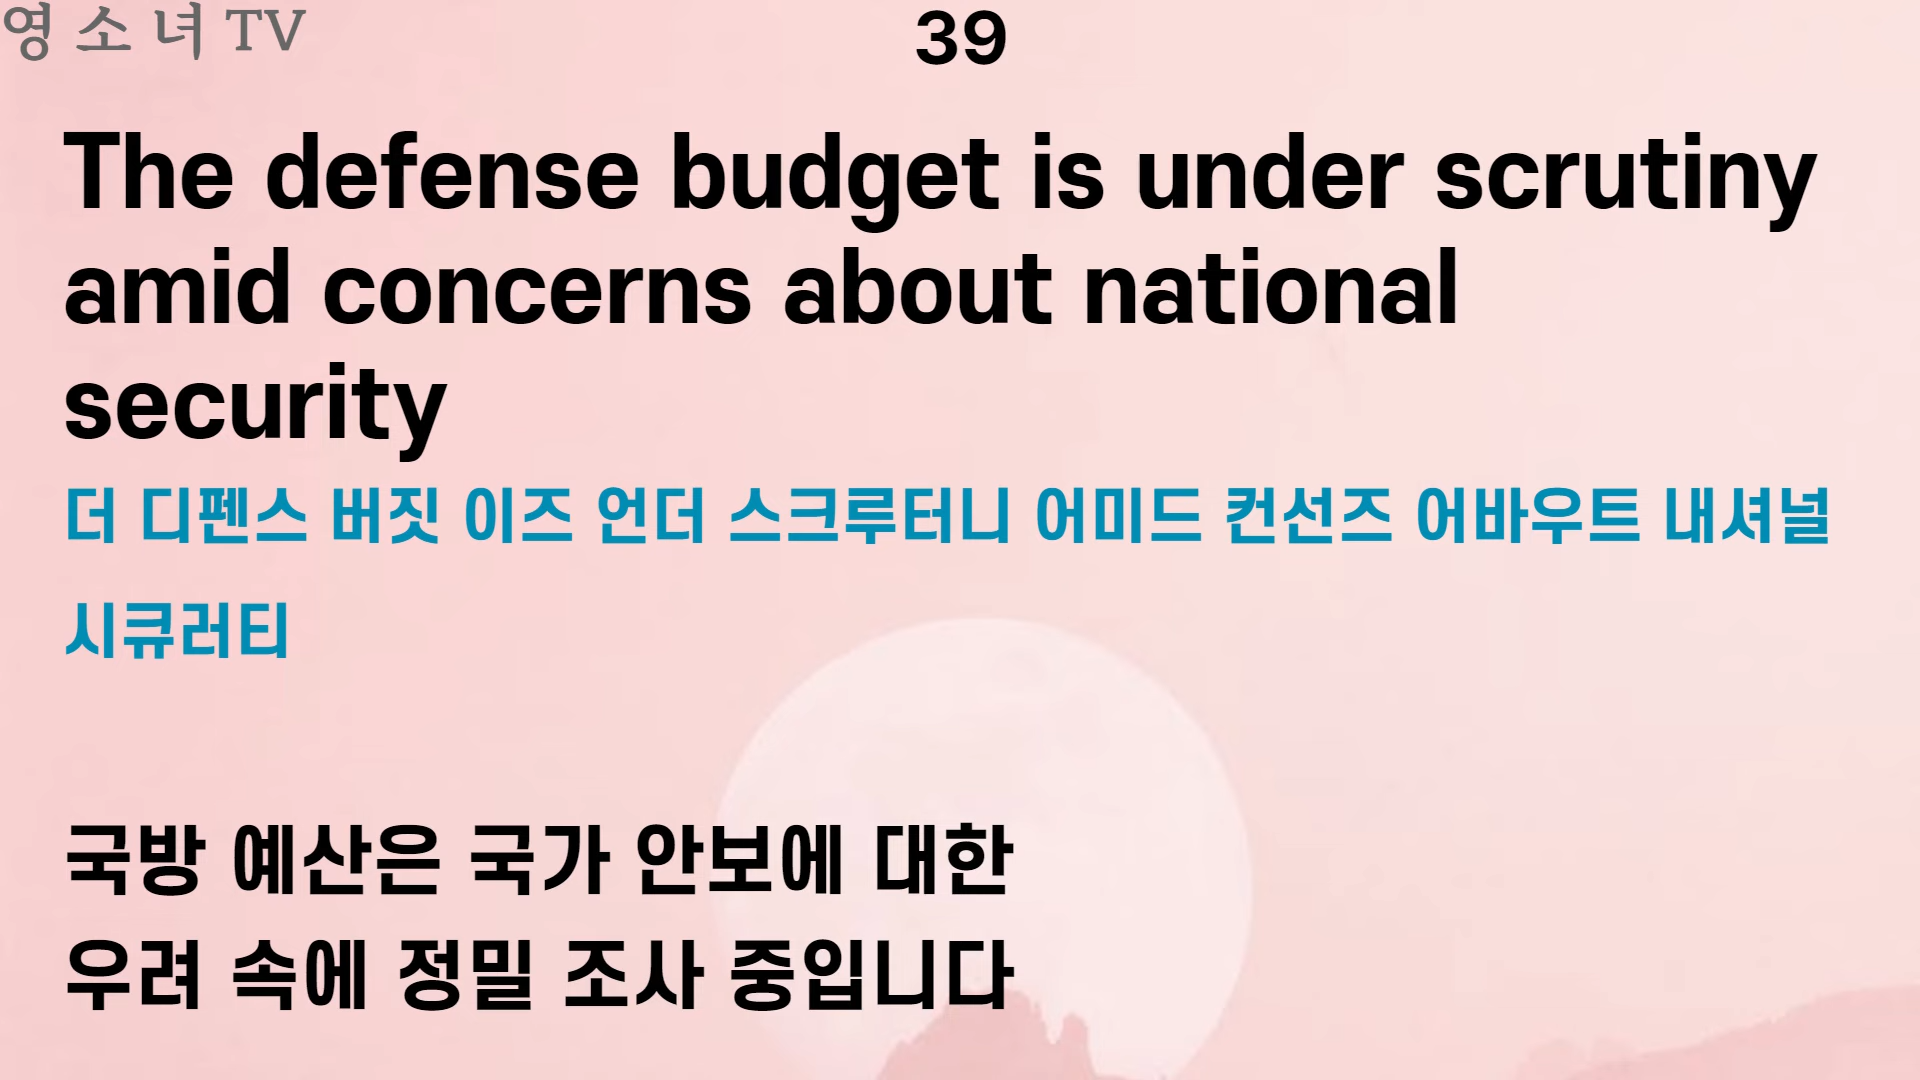 영소녀TV
39
The defense budget is under scrutiny
amid concerns about national
security
더 디펜스 버짓 이즈 언더 스크루터니 어미드 컨선즈 어바우트 내셔널
시큐러티
국방 예산은 국가 안보에 대한
우려 속에 정밀 조사 중입니다